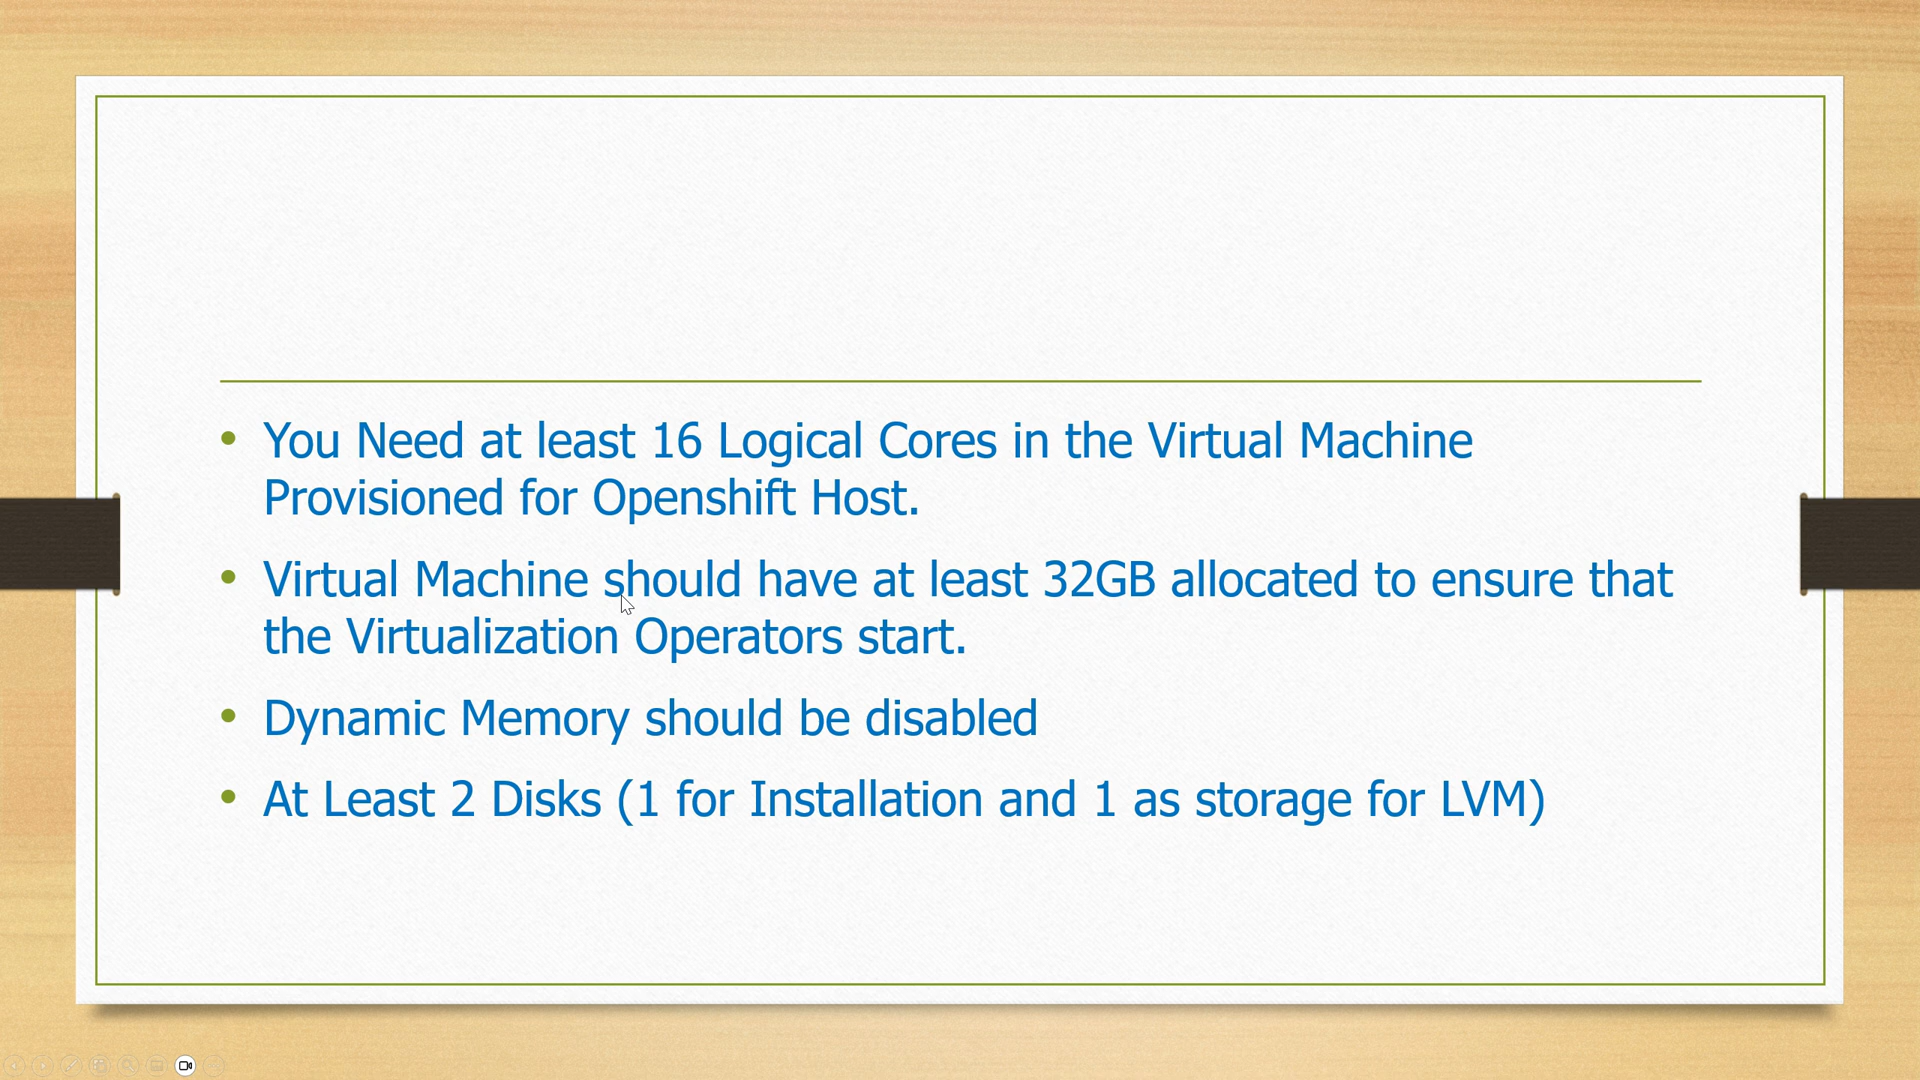 • You Need at least 16 Logical Cores in the Virtual Machine
Provisioned for Openshift Host.
• Virtual Machine should have at least 32GB allocated to ensure that
the Virtualization Operators start.
• Dynamic Memory should be disabled
• At Least 2 Disks (1 for Installation and 1 as storage for LVM)